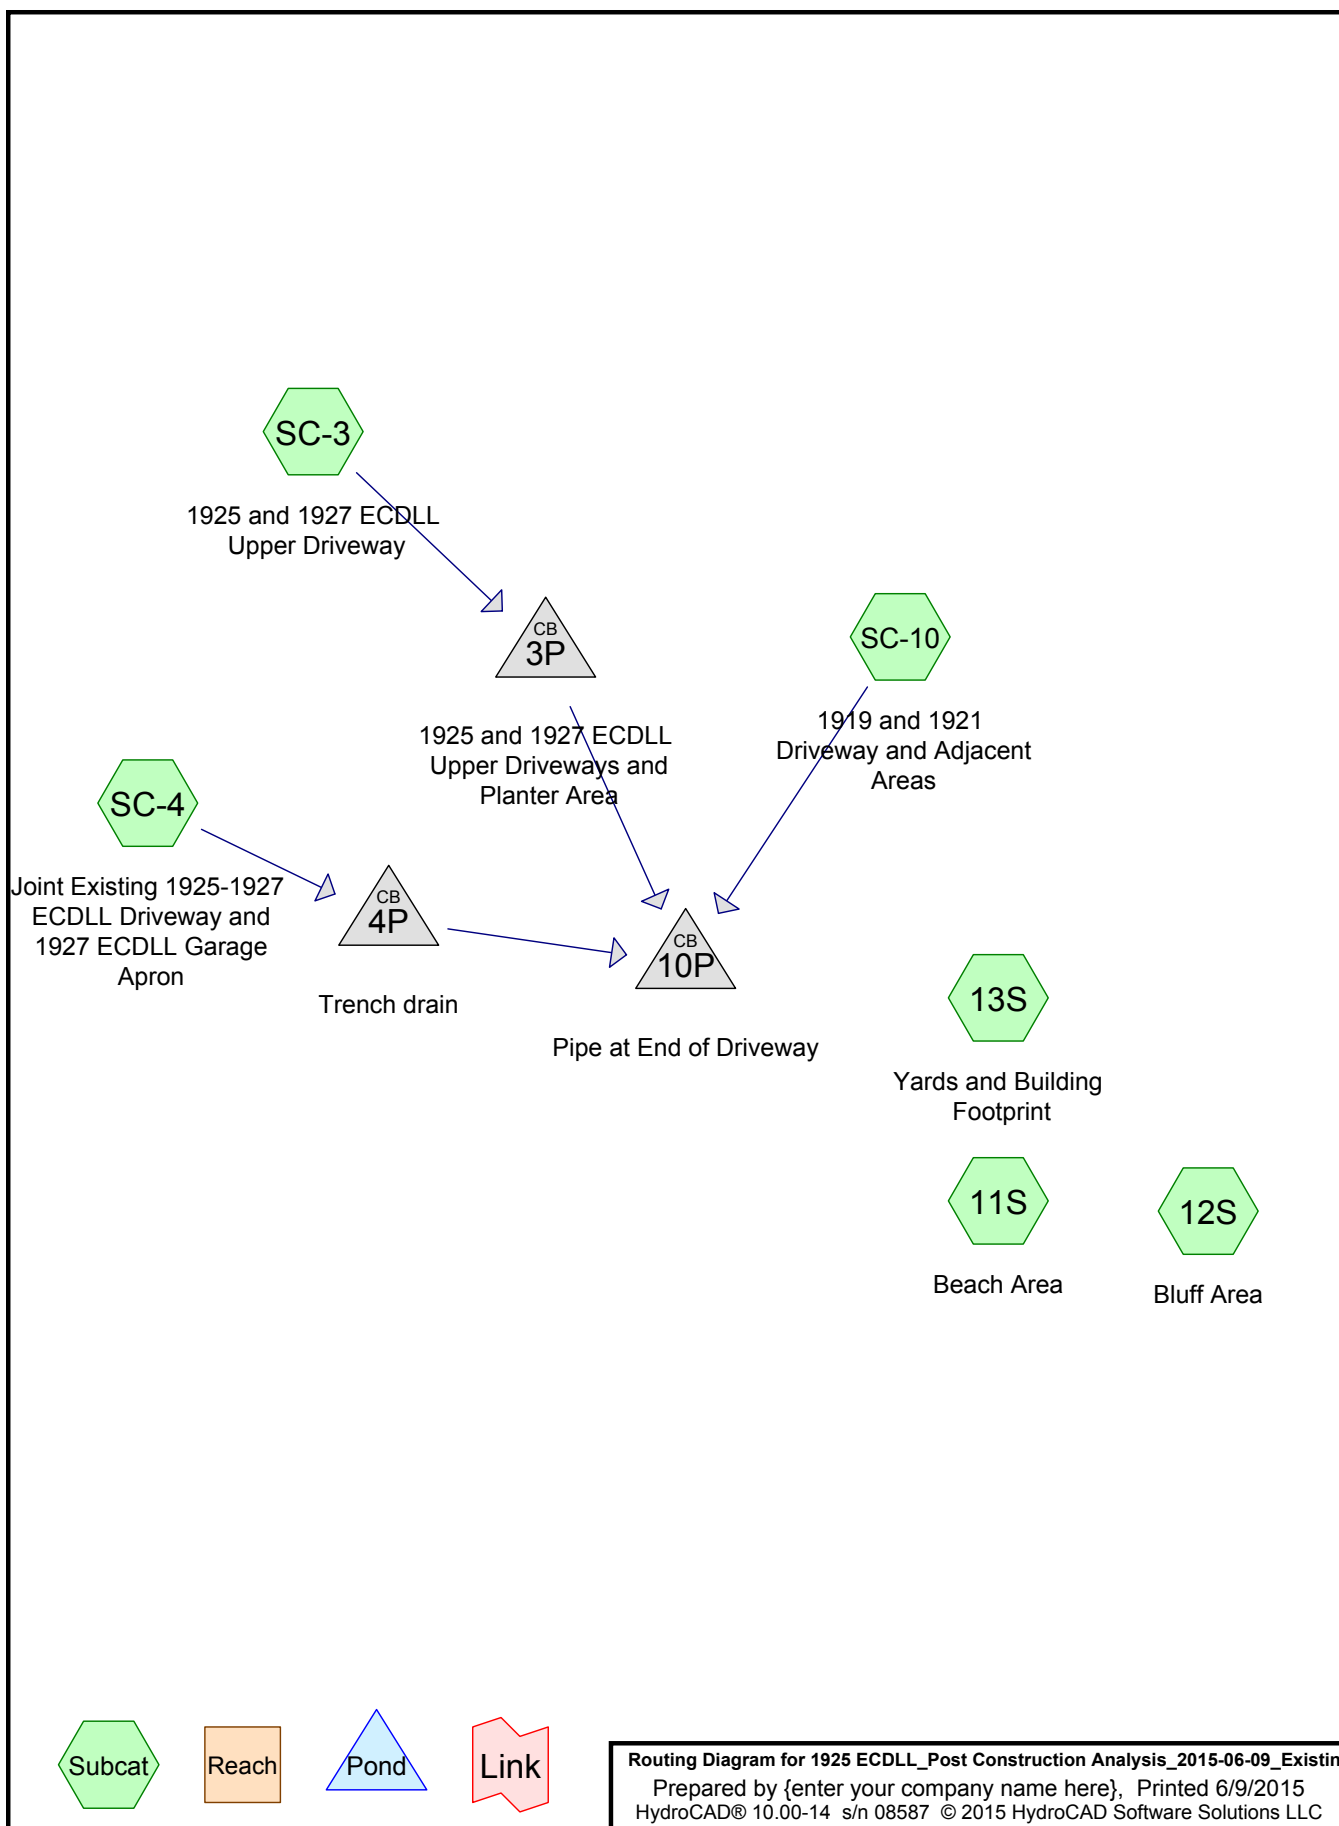 SC-3
1925 and 1927 ECDLL
Upper Driveway
CB
3P
1925 and 1927 ECDLL
Upper Driveways and
Planter Area
SC-10
1919 and 1921
Driveway and Adjacent
Areas
SC-4
Joint Existing 1925-1927
ECDLL Driveway and
1927 ECDLL Garage
Apron
CB
4P
Trench drain
CB
10P
Pipe at End of Driveway
13S
Yards and Building
Footprint
11S
Beach Area
12S
Bluff Area
Subcat
Reach
Pond
Link
Routing Diagram for 1925 ECDLL_Post Construction Analysis_2015-06-09_Existin
Prepared by {enter your company name here}, Printed 6/9/2015
HydroCAD® 10.00-14 s/n 08587 © 2015 HydroCAD Software Solutions LLC